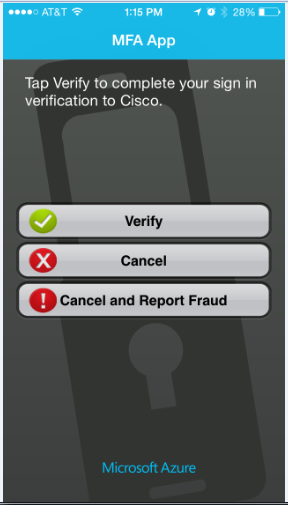 AT&T 1:15 PM 28%
MFA App
Tap Verify to complete your sign in
verification to Cisco.
Verify
Cancel
Cancel and Report Fraud
Microsoft Azure